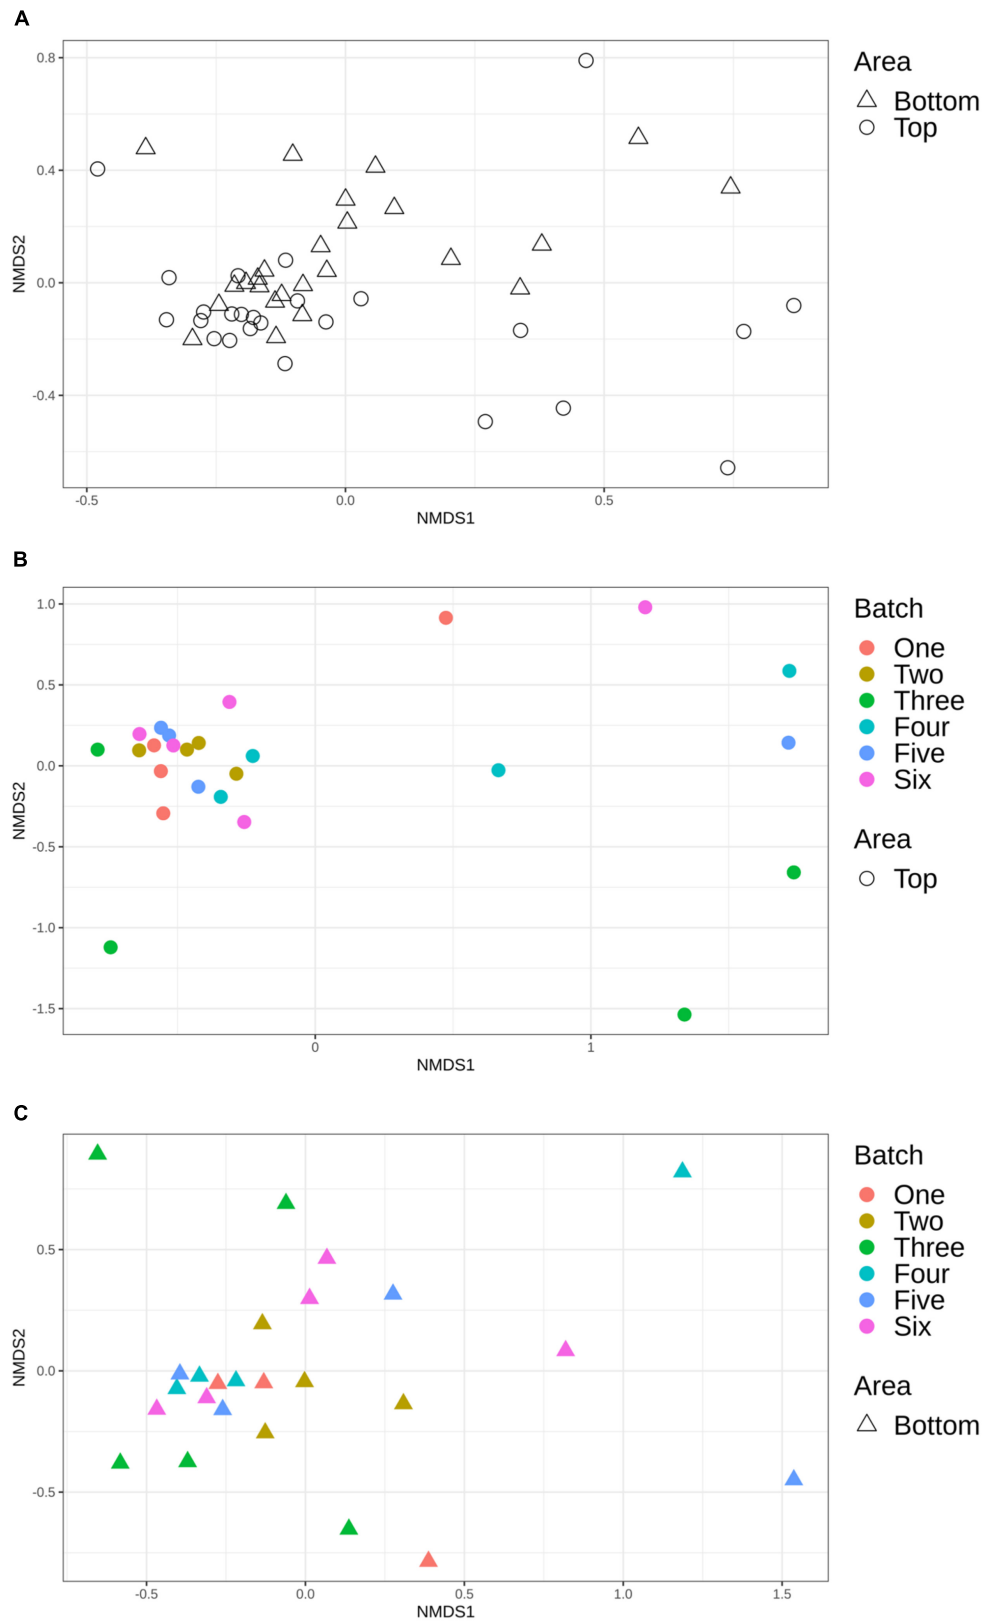 A
0.8
0.4
0.0
-0.4
NMDS2
-0.5
0.0
0.5
NMDS1
Area
Bottom
Top
B
1.0
0.5
0.0
-0.5
-1.0
-1.5
NMDS2
0
1
NMDS1
Batch
One
Two
Three
Four
Five
Six
Area
Top
C
0.5
0.0
-0.5
NMDS2
-0.5
0.0
0.5
1.0
1.5
NMDS1
Batch
One
Two
Three
Four
Five
Six
Area
Bottom